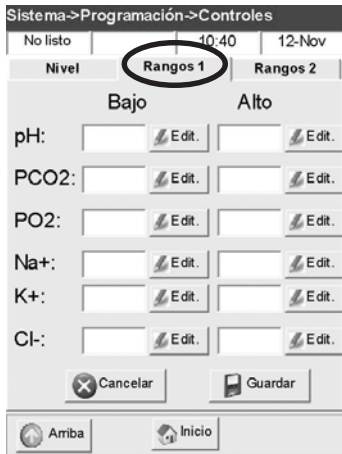 Sistema->Programación->Controles
No listo 10:40 12-Nov
Nivel Rangos 1 Rangos 2
Bajo Alto
pH: Edit. Edit.
PCO2: Edit. Edit.
PO2: Edit. Edit.
Na+: Edit. Edit.
K+: Edit. Edit.
Cl-: Edit. Edit.
Cancelar Guardar
Arriba Inicio